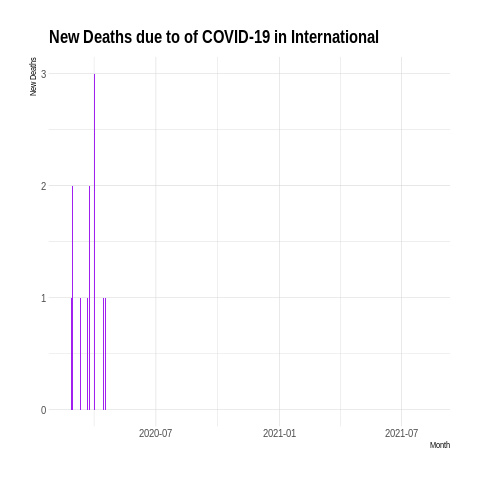 New Deaths due to of COVID-19 in International
New Deaths
3
2
1
0
2020-07 2021-01 2021-07
Month